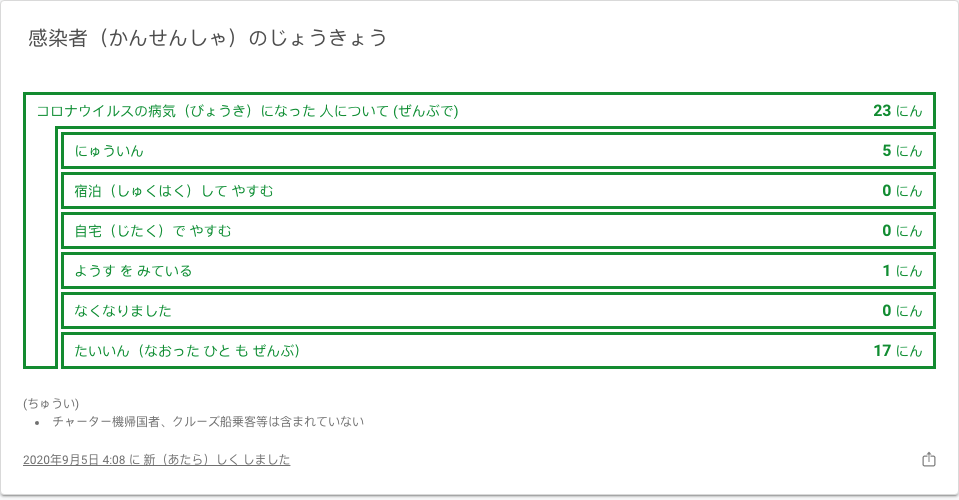 感染者（かんせんしゃ）のじょうきょう
コロナウイルスの病気（びょうき）になった 人について (ぜんぶで) 23 にん
にゅういん 5 にん
宿泊（しゅくはく）して やすむ 0 にん
自宅（じたく）で やすむ 0 にん
ようす を みている 1 にん
なくなりました 0 にん
たいいん（なおった ひと も ぜんぶ） 17 にん
(ちゅうい)
• チャーター機帰国者、クルーズ船乗客等は含まれていない
2020年9月5日 4:08 に 新（あたら）しく しました